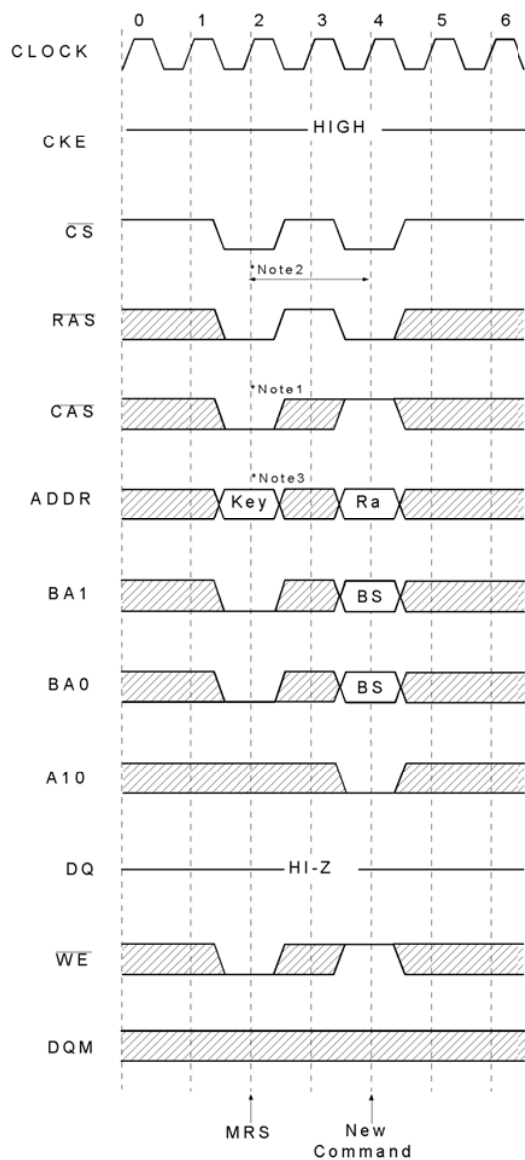 0 1 2 3 4 5 6
CLOCK
CKE
HIGH
CS
*Note2
RAS
*Note1
CAS
*Note3
ADDR Key Ra
BA1 BS
BA0 BS
A10
DQ HI-Z
WE
DQM
MRS New
Command